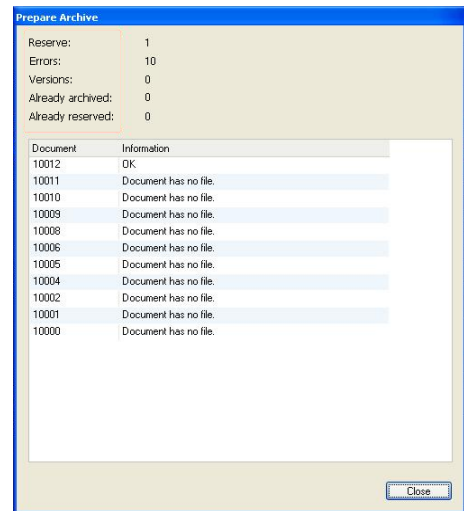 Prepare Archive
Reserve: 1
Errors: 10
Versions: 0
Already archived: 0
Already reserved: 0
Document Information
10012 OK
10011 Document has no file.
10010 Document has no file.
10009 Document has no file.
10008 Document has no file.
10006 Document has no file.
10005 Document has no file.
10004 Document has no file.
10002 Document has no file.
10001 Document has no file.
10000 Document has no file.
Close